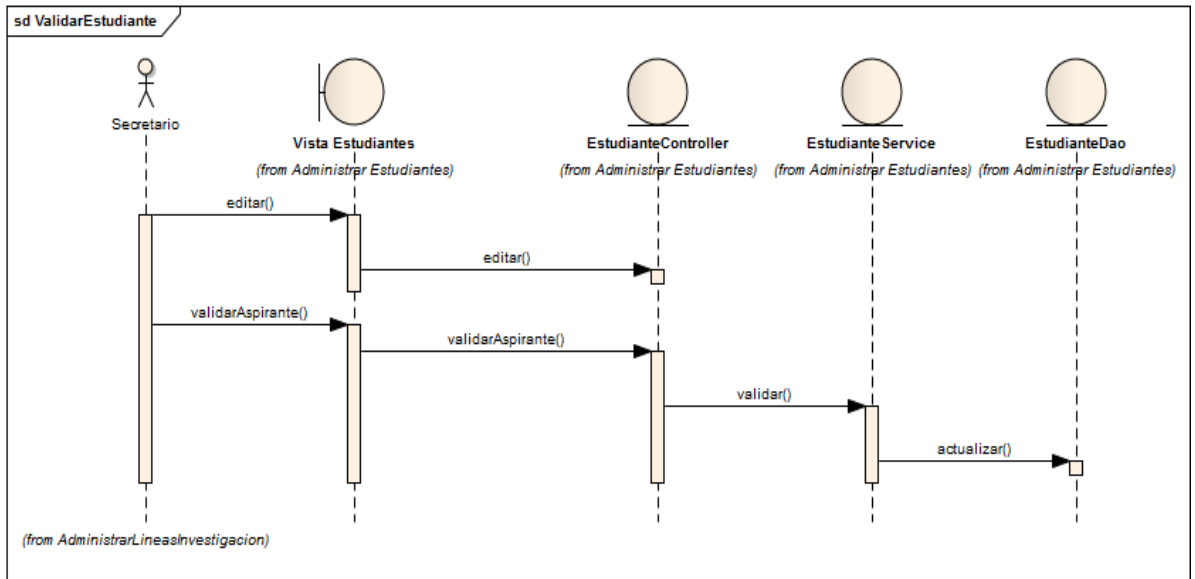 sd ValidarEstudiante
Secretario
Vista Estudiantes
EstudianteController
EstudianteService
EstudianteDao
(from Administrar Estudiantes)
(from Administrar Estudiantes)
(from Administrar Estudiantes)
(from Administrar Estudiantes)
editar()
editar()
validarAspirante()
validarAspirante()
validar()
actualizar()
(from AdministrarLineasInvestigacion)